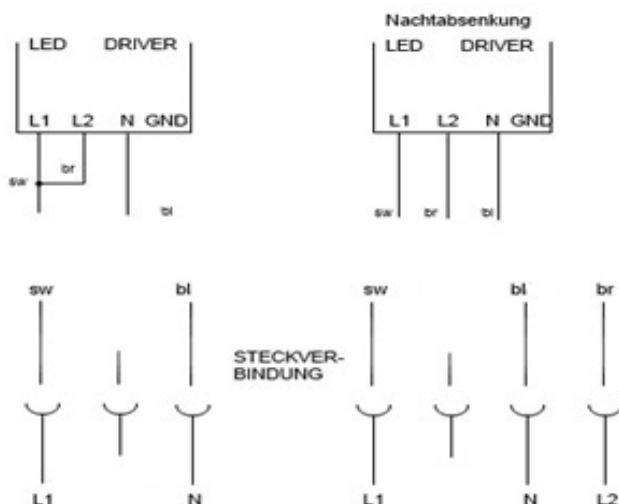 Nachtabsenkung
LED DRIVER
LED DRIVER
L1 L2 N GND
L1 L2 N GND
sw
br
bl
sw
br
bl
sw
bl
sw
bl
br
STECKVER-
BINDUNG
L1
N
L1
N
L2